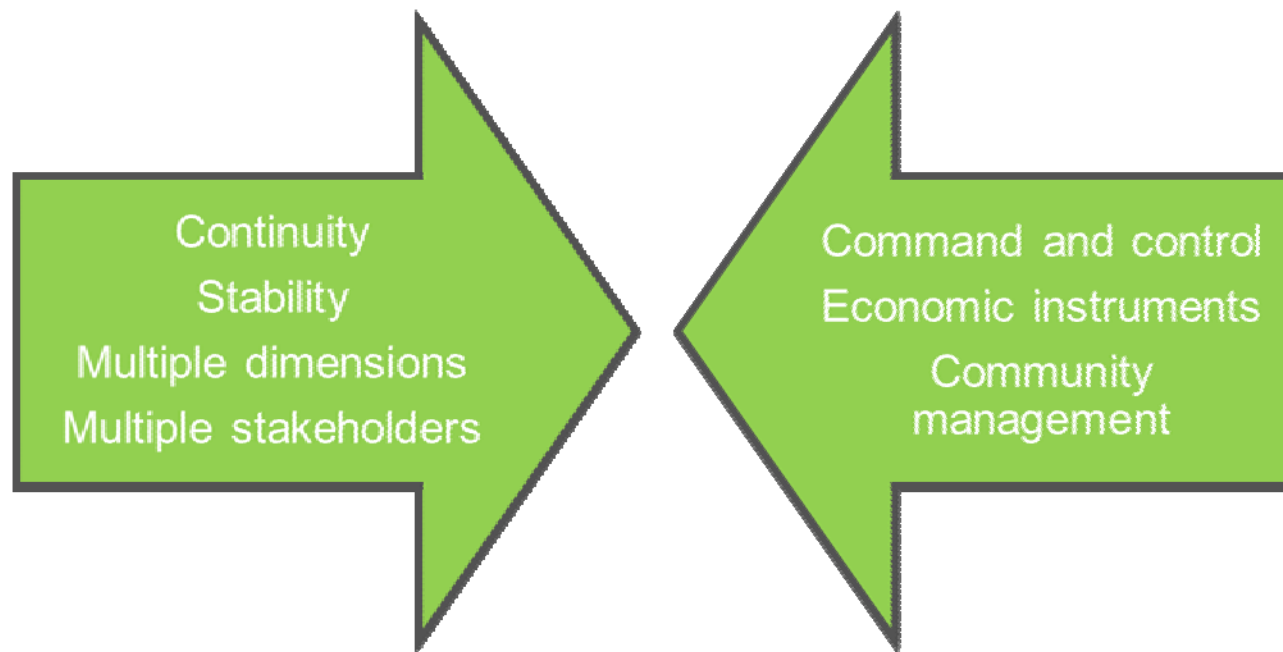 Continuity
Stability
Multiple dimensions
Multiple stakeholders
Command and control
Economic instruments
Community
management